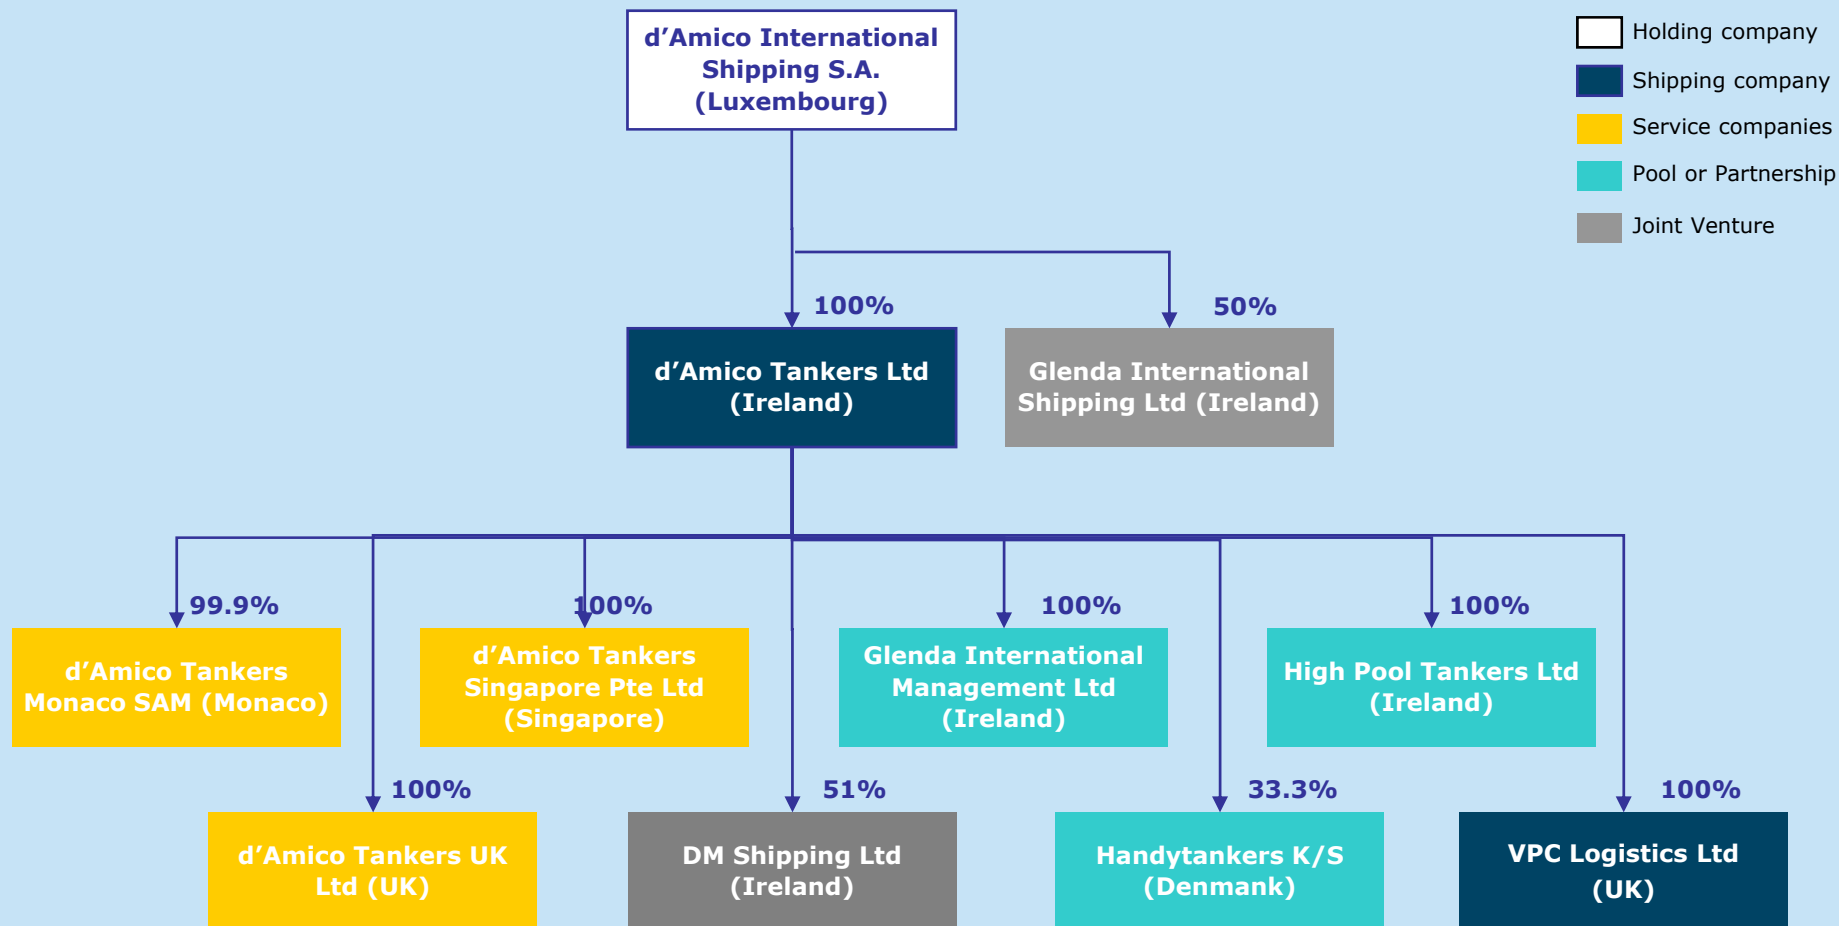 d’Amico International
Shipping S.A.
(Luxembourg)
Holding company
Shipping company
Service companies
Pool or Partnership
Joint Venture
100%
50%
d’Amico Tankers Ltd
(Ireland)
Glenda International
Shipping Ltd (Ireland)
99.9%
100%
100%
100%
d’Amico Tankers
Monaco SAM (Monaco)
d’Amico Tankers
Singapore Pte Ltd
(Singapore)
Glenda International
Management Ltd
(Ireland)
High Pool Tankers Ltd
(Ireland)
100%
51%
33.3%
100%
d’Amico Tankers UK
Ltd (UK)
DM Shipping Ltd
(Ireland)
Handytankers K/S
(Denmank)
VPC Logistics Ltd
(UK)